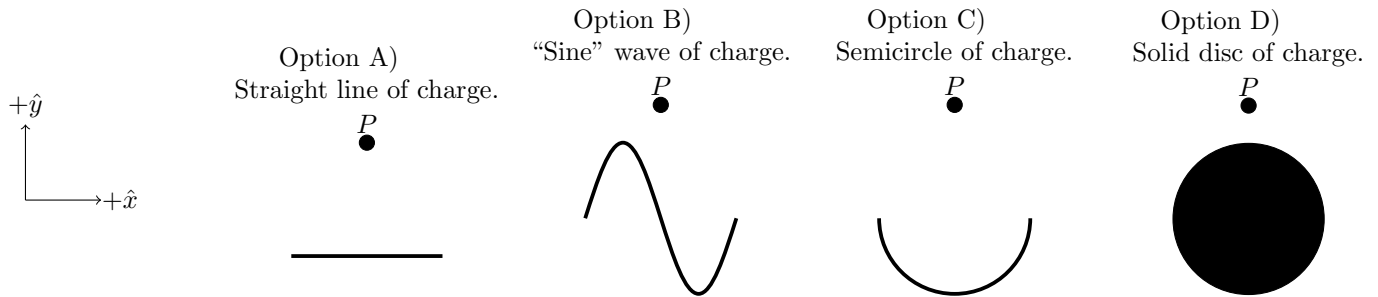 +ŷ
+x̂
Option A)
Straight line of charge.
P
Option B)
“Sine” wave of charge.
P
Option C)
Semicircle of charge.
P
Option D)
Solid disc of charge.
P